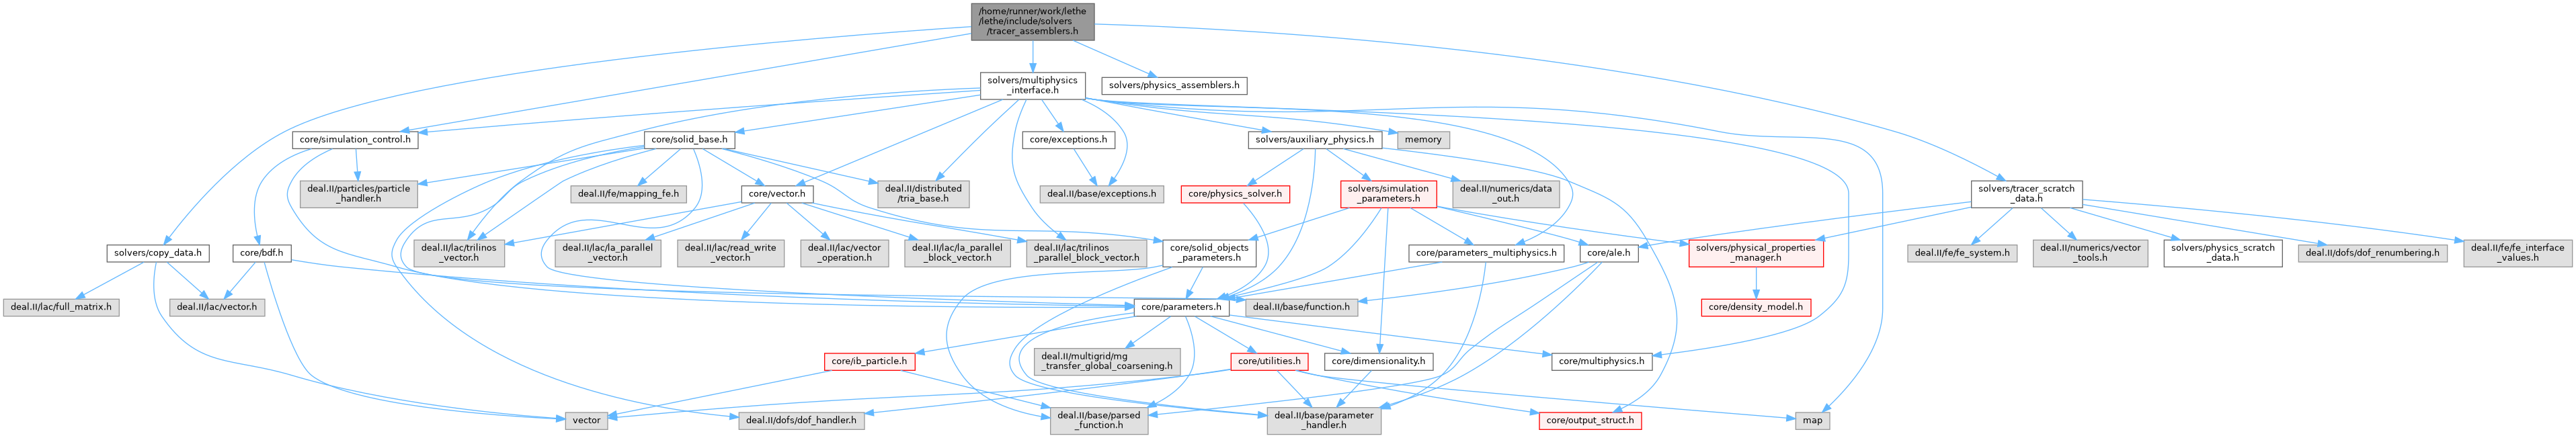 /home/runner/work/lethe
/lethe/include/solvers
/tracer_assemblers.h
solvers/multiphysics
_interface.h
solvers/physics_assemblers.h
core/simulation_control.h
core/solid_base.h
core/exceptions.h
solvers/auxiliary_physics.h
memory
deal.II/particles/particle
_handler.h
deal.II/fe/mapping_fe.h
core/vector.h
deal.II/distributed
/tria_base.h
deal.II/base/exceptions.h
core/physics_solver.h
solvers/simulation
_parameters.h
deal.II/numerics/data
_out.h
solvers/tracer_scratch
_data.h
solvers/copy_data.h
core/bdf.h
deal.II/lac/trilinos
_vector.h
deal.II/lac/la_parallel
_vector.h
deal.II/lac/read_write
_vector.h
deal.II/lac/vector
_operation.h
deal.II/lac/la_parallel
_block_vector.h
deal.II/lac/trilinos
_parallel_block_vector.h
core/solid_objects
_parameters.h
core/parameters_multiphysics.h
core/ale.h
solvers/physical_properties
_manager.h
deal.II/fe/fe_system.h
deal.II/numerics/vector
_tools.h
solvers/physics_scratch
_data.h
deal.II/dofs/dof_renumbering.h
deal.II/fe/fe_interface
_values.h
deal.II/lac/full_matrix.h
deal.II/lac/vector.h
core/parameters.h
deal.II/base/function.h
core/density_model.h
core/ib_particle.h
deal.II/multigrid/mg
_transfer_global_coarsening.h
core/utilities.h
core/dimensionality.h
core/multiphysics.h
vector
deal.II/dofs/dof_handler.h
deal.II/base/parsed
_function.h
deal.II/base/parameter
_handler.h
core/output_struct.h
map